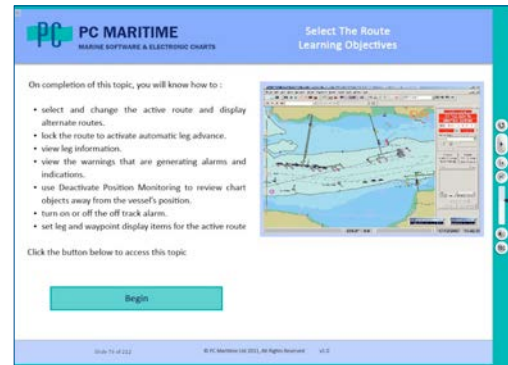 PC MARITIME
MARINE SOFTWARE & ELECTRONIC CHARTS
Select The Route
Learning Objectives
On completion of this topic, you will know how to :
• select and change the active route and display
alternate routes.
• lock the route to activate automatic leg advance.
• view leg information.
• view the warnings that are generating alarms and
indications.
• use Deactivate Position Monitoring to review chart
objects away from the vessel's position.
• turn on or off the off track alarm.
• set leg and waypoint display items for the active route
Click the button below to access this topic
Begin
© PC Maritime Ltd 2011, All Rights Reserved
v1.0